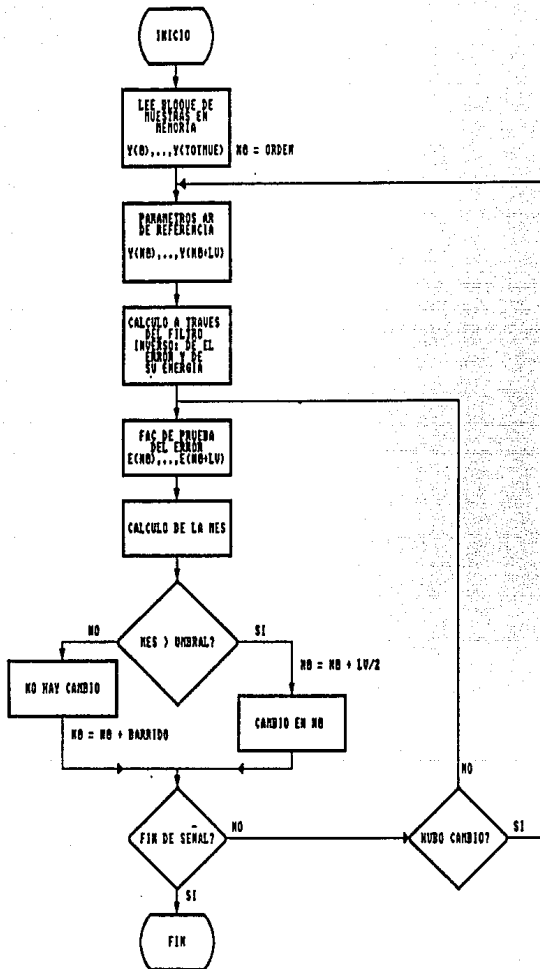 INICIO
LEE BLOQUE DE
MUESTRAS EN
MEMORIA
Y(0),..,Y(TOTMUE)
N0 = ORDEN
PARAMETROS AR
DE REFERENCIA
Y(N0),..,Y(N0+LV)
CALCULO A TRAVES
DEL FILTRO
INVERSO: DE EL
ERROR Y DE
SU ENERGIA
FAC DE PRUEBA
DEL ERROR
E(N0),..,E(N0+LV)
CALCULO DE LA MES
MES > UMBRAL?
NO
SI
NO HAY CAMBIO
N0 = N0 + LV/2
CAMBIO EN N0
N0 = N0 + BARRIDO
FIN DE SEÑAL?
NO
HUBO CAMBIO?
NO
SI
SI
FIN